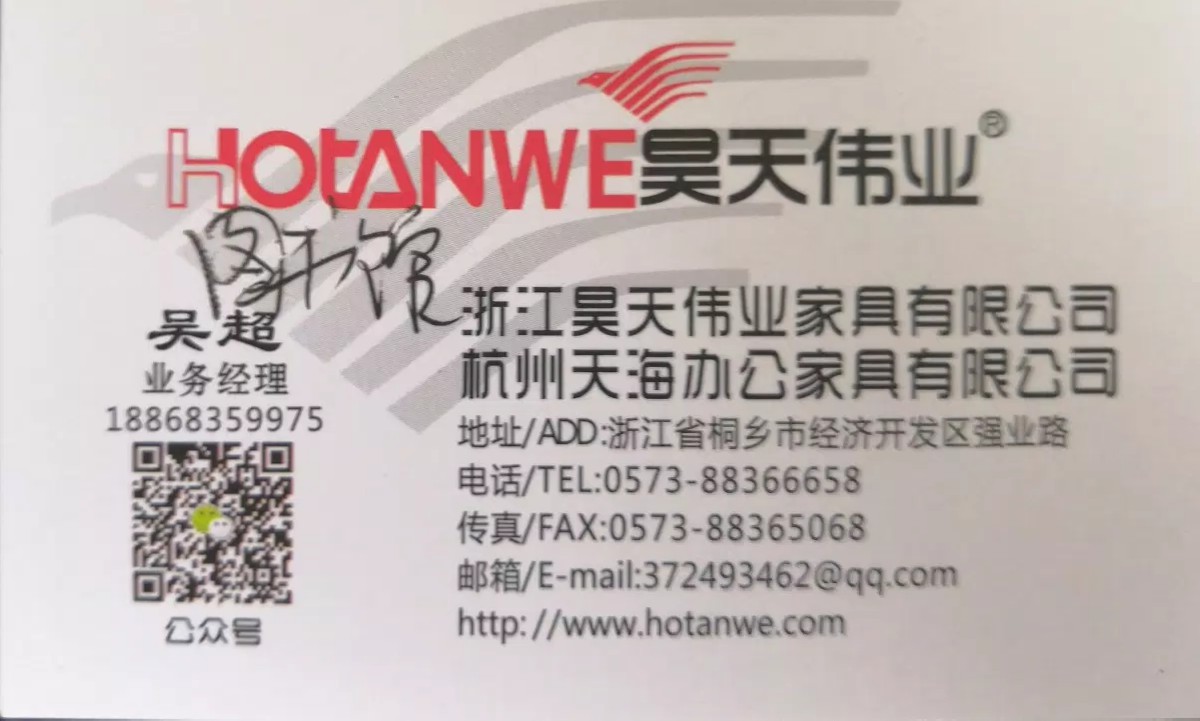 HOtANWE昊天伟业®
图书馆
吴超
业务经理
18868359975
公众号
浙江昊天伟业家具有限公司
杭州天海办公家具有限公司
地址/ADD:浙江省桐乡市经济开发区强业路
电话/TEL:0573-88366658
传真/FAX:0573-88365068
邮箱/E-mail:372493462@qq.com
http://www.hotanwe.com